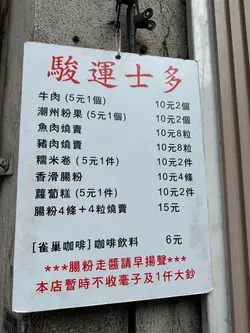 駿運士多
牛肉(5元1個) 10元2個
潮州粉果(5元1個) 10元2個
魚肉燒賣 10元8粒
豬肉燒賣 10元8粒
糯米卷(5元1件) 10元2件
香滑腸粉 10元4條
蘿蔔糕(5元1件) 10元2件
腸粉4條+4粒燒賣 15元
[雀巢咖啡]咖啡飲料 6元
***腸粉走醬請早揚聲***
本店暫時不收毫子及1仟大鈔